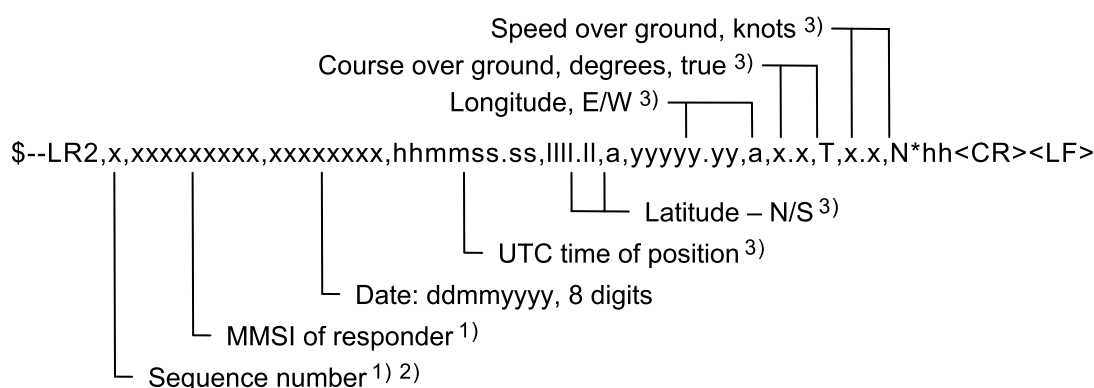 Speed over ground, knots 3)
Course over ground, degrees, true 3)
Longitude, E/W 3)
$--LR2,x,xxxxxxxxx,xxxxxxxx,hhmmss.ss,llll.ll,a,yyyyy.yy,a,x.x,T,x.x,N*hh<CR><LF>
Latitude – N/S 3)
UTC time of position 3)
Date: ddmmyyyy, 8 digits
MMSI of responder 1)
Sequence number 1) 2)